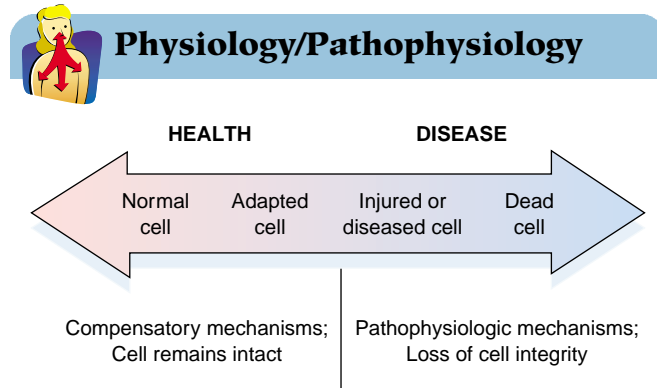 Physiology/Pathophysiology
HEALTH
DISEASE
Normal
cell
Adapted
cell
Injured or
diseased cell
Dead
cell
Compensatory mechanisms;
Cell remains intact
Pathophysiologic mechanisms;
Loss of cell integrity